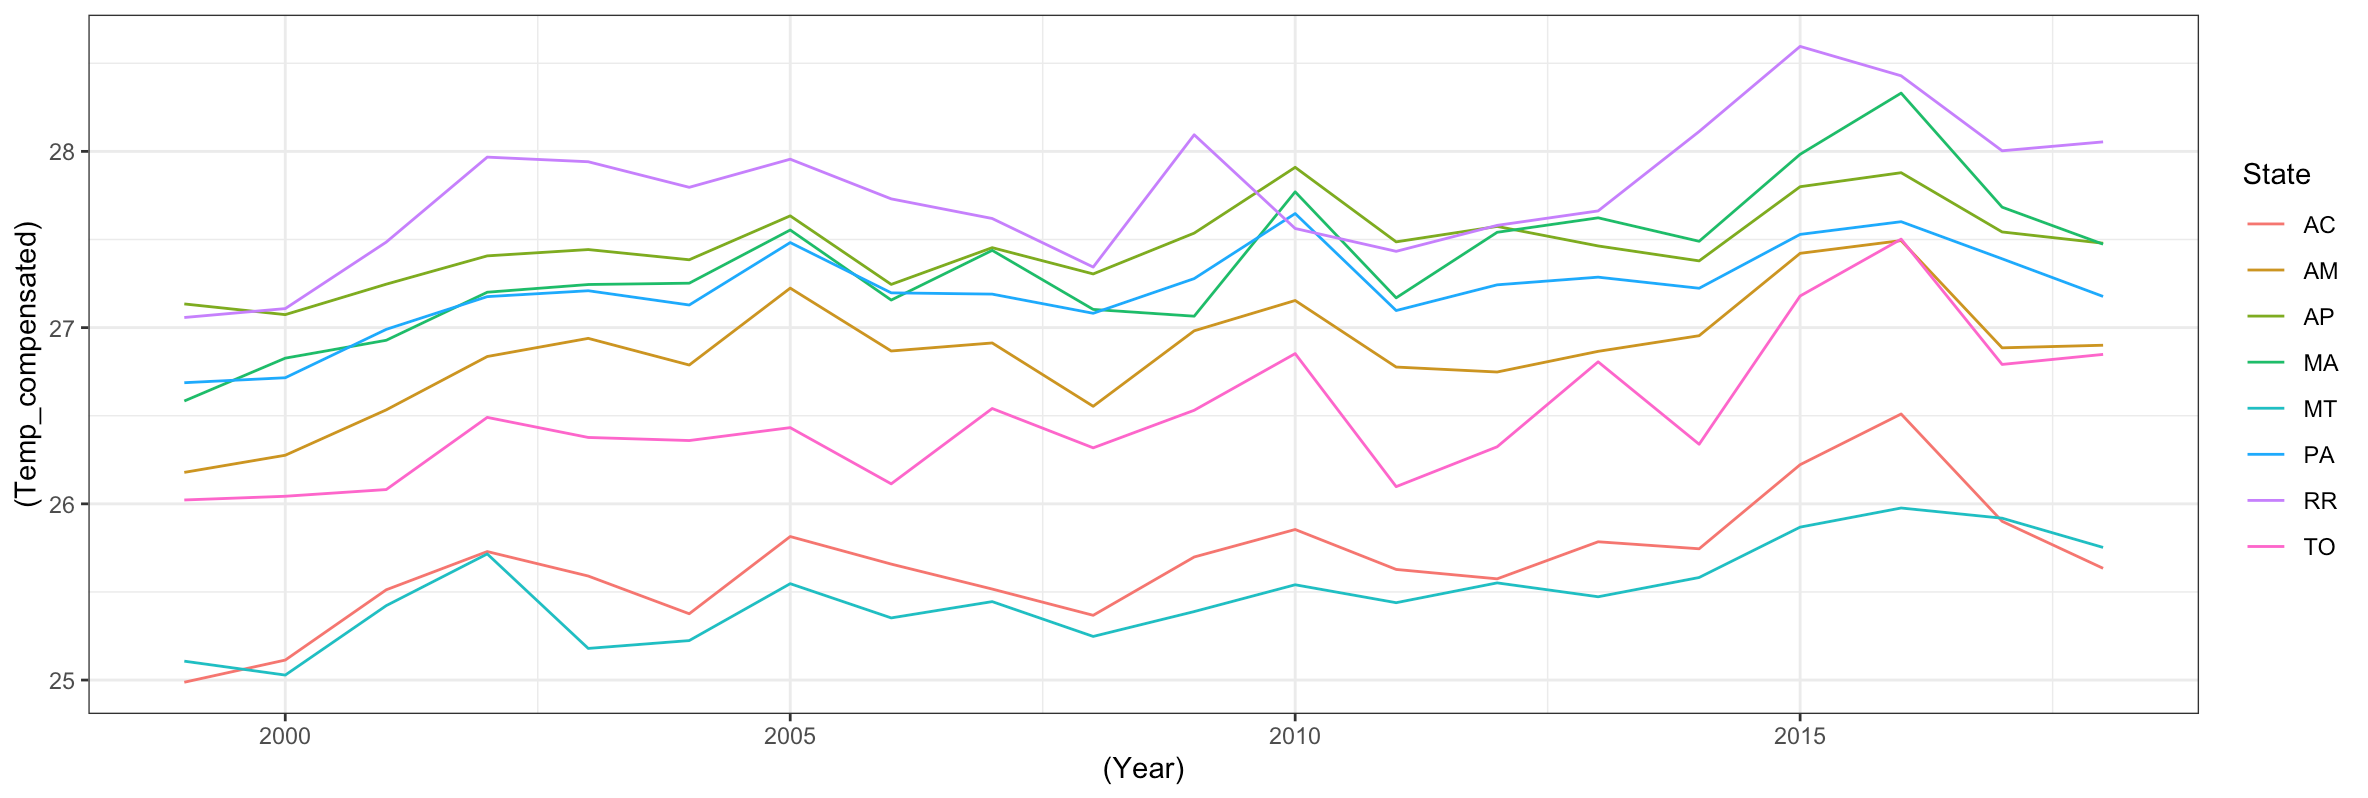 (Temp_compensated)
28
27
26
25
2000
2005
2010
2015
(Year)
State
AC
AM
AP
MA
MT
PA
RR
TO